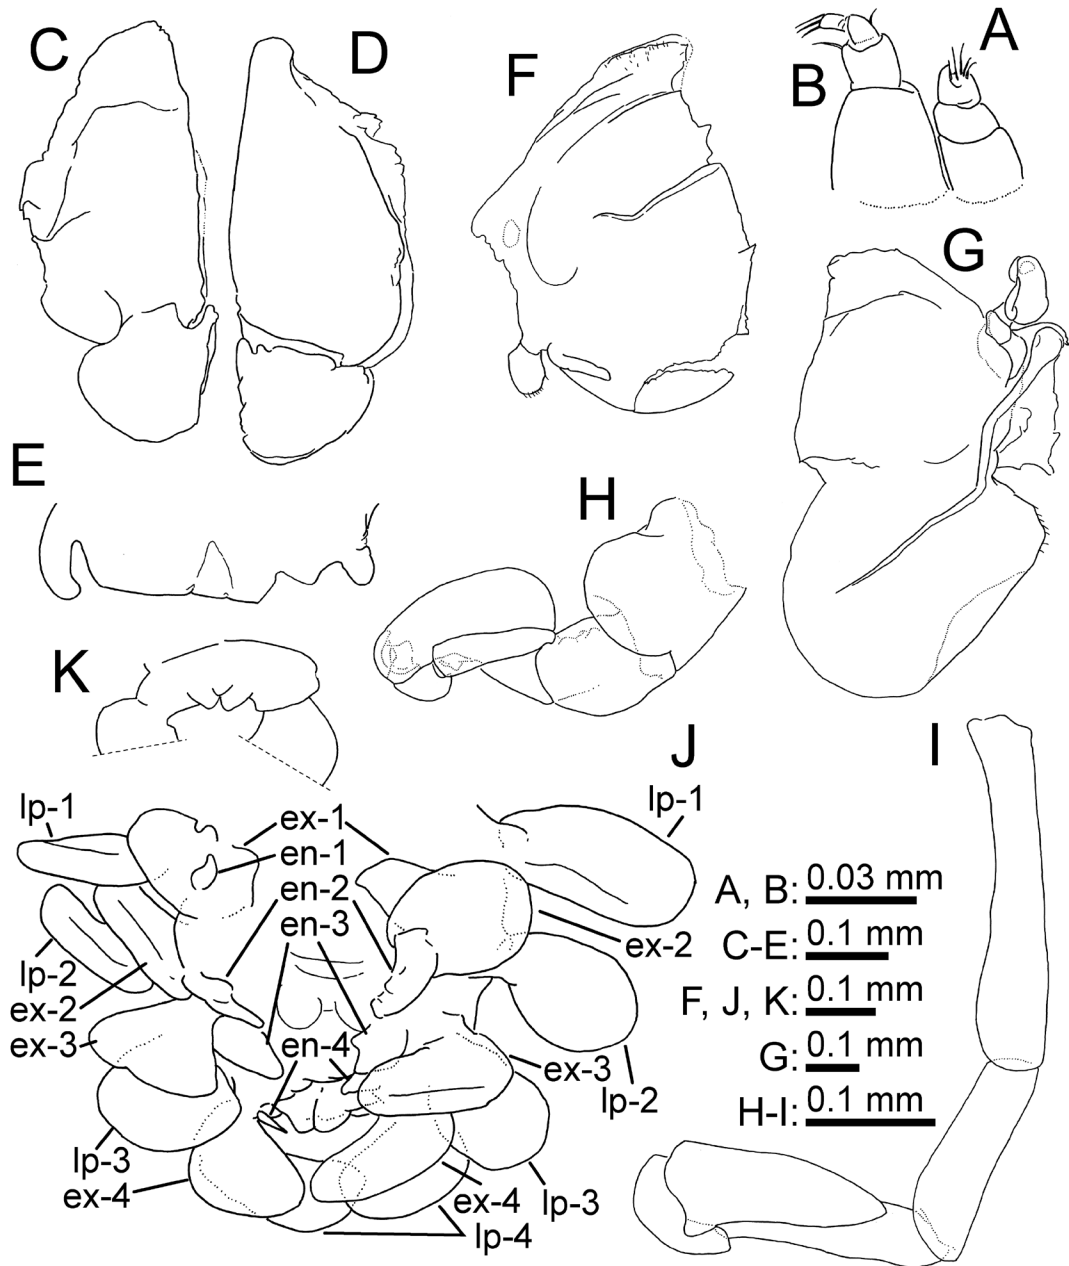 A
B
C
D
F
G
E
H
K
J
I
lp-1
ex-1
en-1
en-2
en-3
lp-2
ex-2
ex-3
en-4
lp-3
ex-4
lp-1
ex-2
ex-3
lp-2
ex-4
lp-3
lp-4
A, B: 0.03 mm
C-E: 0.1 mm
F, J, K: 0.1 mm
G: 0.1 mm
H-I: 0.1 mm